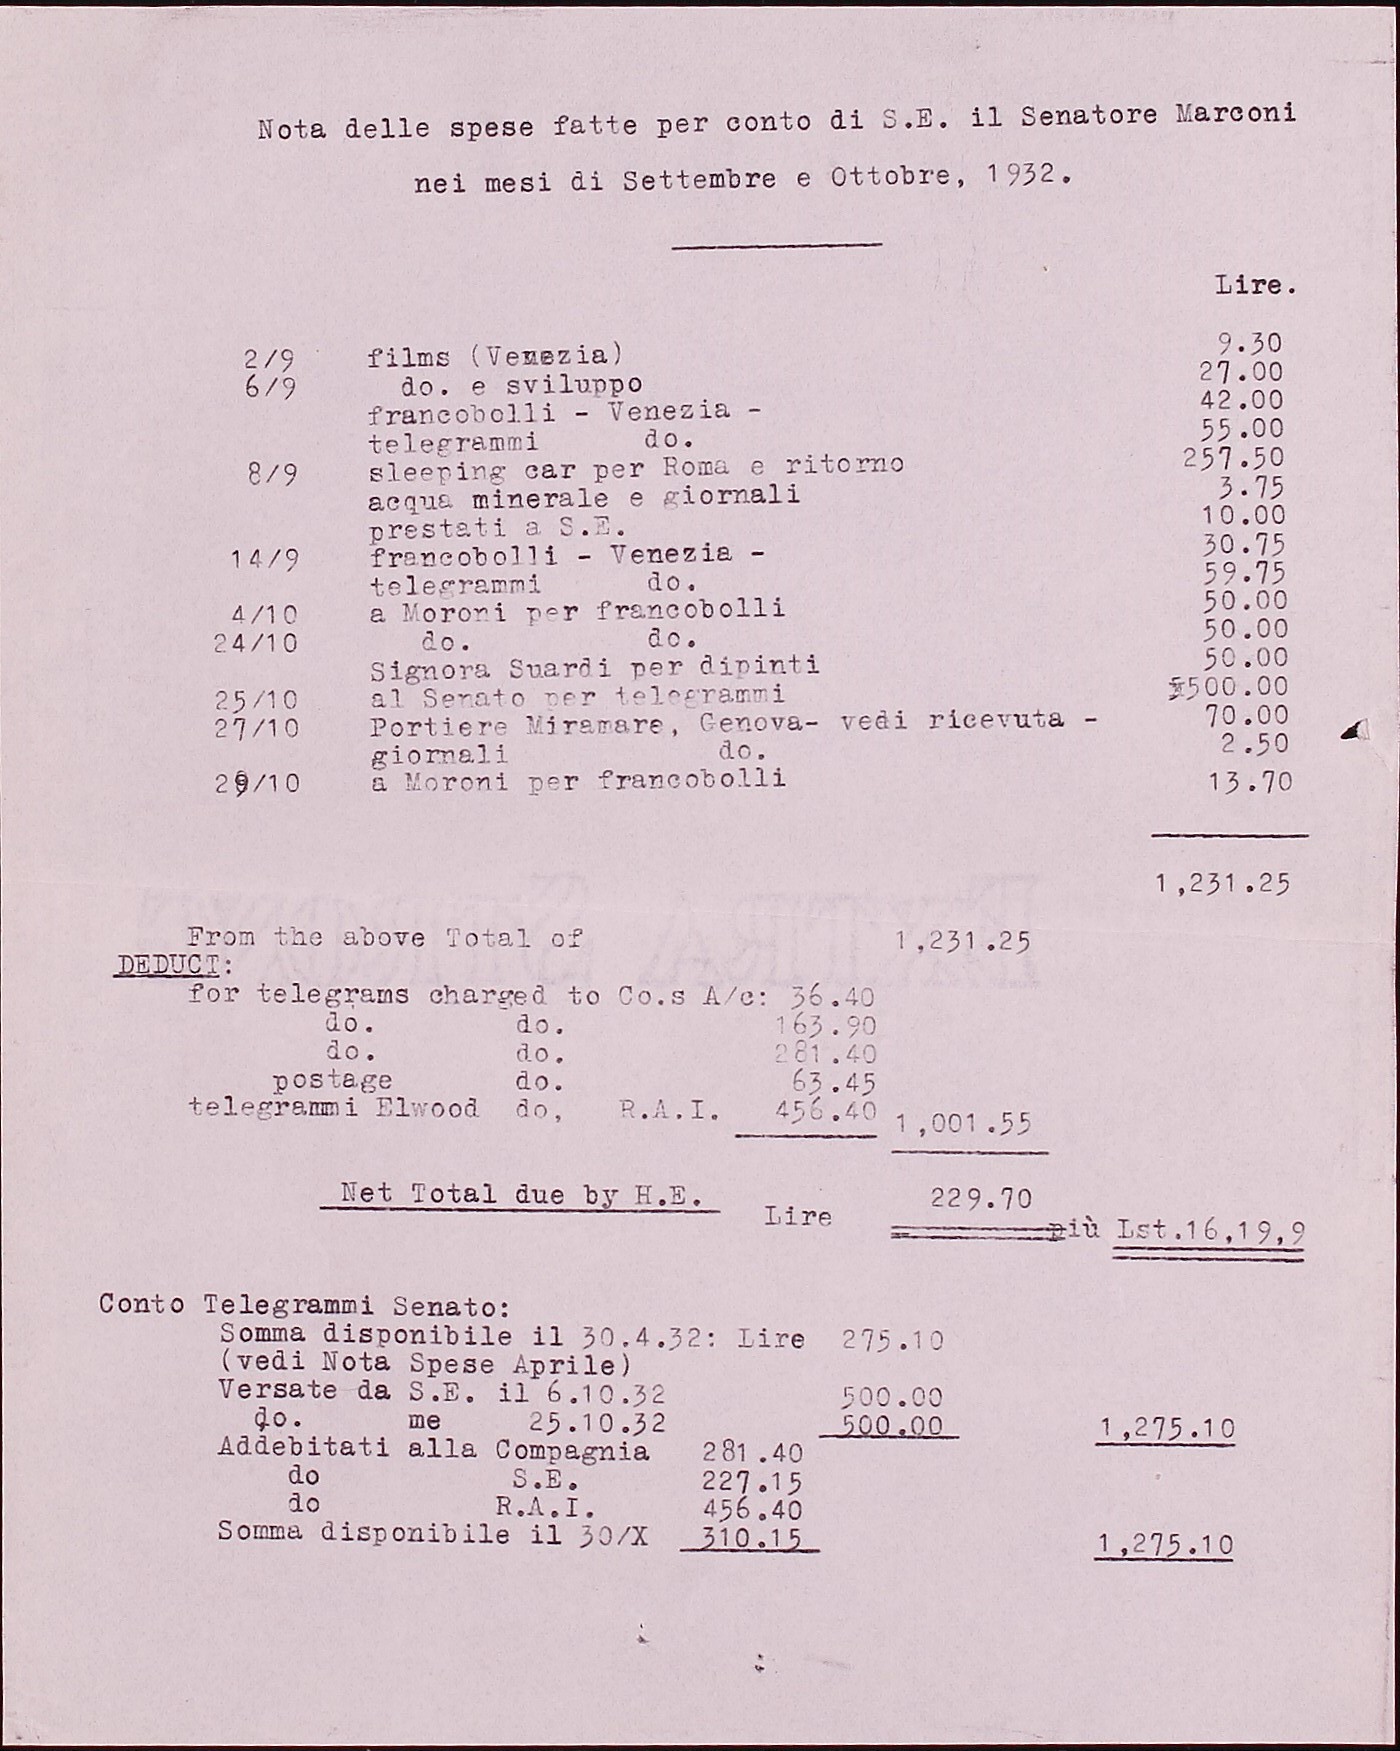 Nota delle spese fatte per conto di S.E. il Senatore Marconi
nei mesi di Settembre e Ottobre, 1932.
Lire.
2/9 films (Venezia) 9.30
6/9 do. e sviluppo 27.00
francobolli - Venezia - 42.00
telegrammi do. 55.00
8/9 sleeping car per Roma e ritorno 257.50
acqua minerale e giornali 3.75
prestati a S.E. 10.00
14/9 francobolli - Venezia - 30.75
telegrammi do. 59.75
4/10 a Moroni per francobolli 50.00
24/10 do. do. 50.00
Signora Suardi per dipinti 50.00
25/10 al Senato per telegrammi 500.00
27/10 Portiere Miramare, Genova- vedi ricevuta - 70.00
giornali do. 2.50
29/10 a Moroni per francobolli 13.70
1,231.25
From the above Total of 1,231.25
DEDUCT:
for telegrams charged to Co.s A/c: 36.40
do. do. 163.90
do. do. 281.40
postage do. 63.45
telegrammi Elwood do, R.A.I. 456.40 1,001.55
Net Total due by H.E. Lire 229.70 più Lst.16,19,9
Conto Telegrammi Senato:
Somma disponibile il 30.4.32: Lire 275.10
(vedi Nota Spese Aprile)
Versate da S.E. il 6.10.32 500.00
do. me 25.10.32 500.00 1,275.10
Addebitati alla Compagnia 281.40
do S.E. 227.15
do R.A.I. 456.40
Somma disponibile il 30/X 310.15 1,275.10